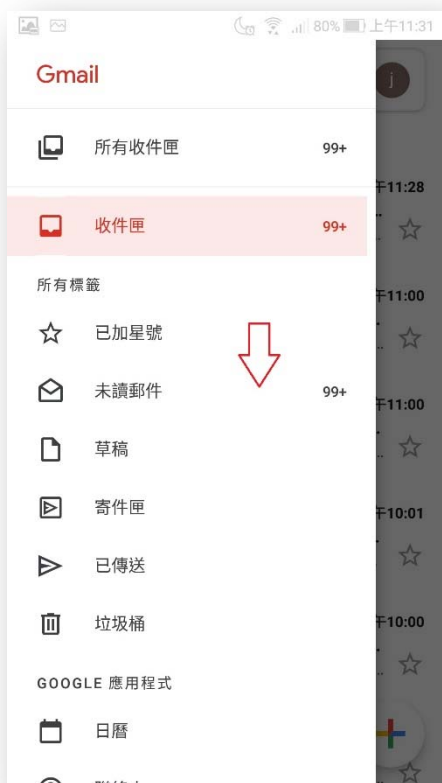 80% 上午11:31
Gmail
j
所有收件匣 99+
午11:28
收件匣 99+
所有標籤
午11:00
已加星號
未讀郵件 99+
午11:00
草稿
寄件匣
午10:01
已傳送
垃圾桶
午10:00
GOOGLE 應用程式
日曆